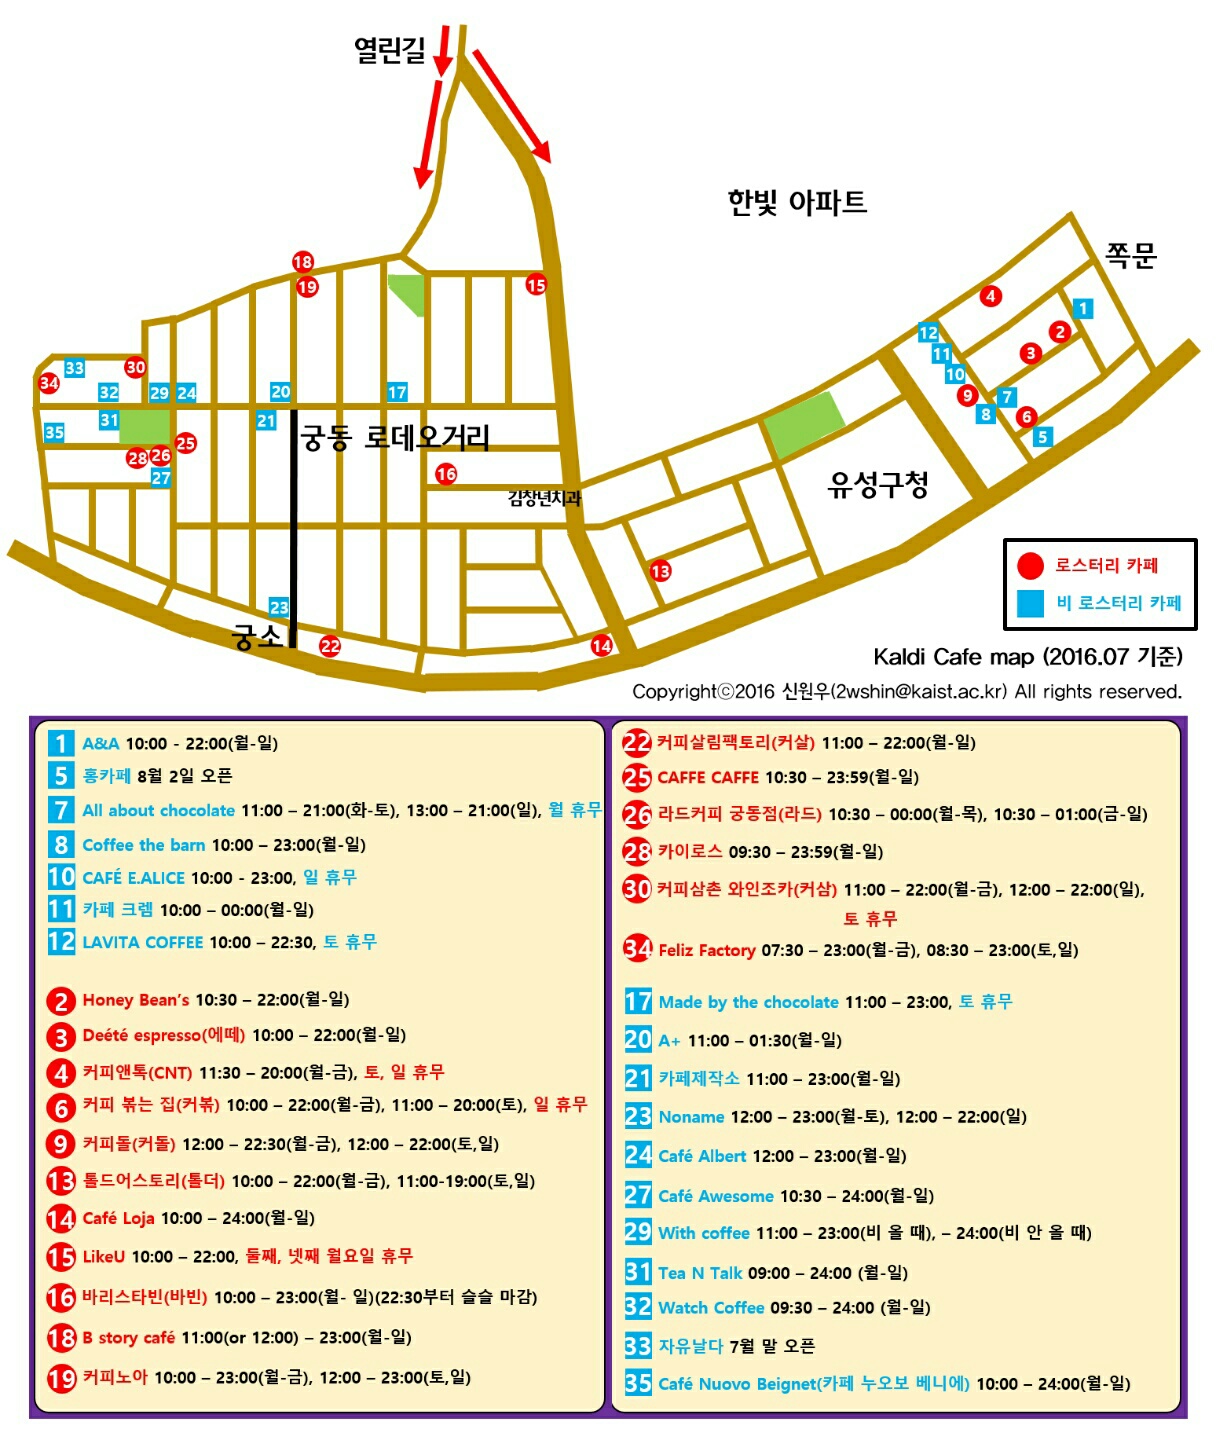 열린길
한빛 아파트
쪽문
18
19
15
4
1
2
3
12
11
10
9
7
8
6
5
33
34
30
32
29
24
20
17
31
21
35
25
28
26
27
궁동 로데오거리
16
김창년치과
유성구청
13
23
궁소
22
14
로스터리 카페
비 로스터리 카페
Kaldi Cafe map (2016.07 기준)
Copyrightⓒ2016 신원우(2wshin@kaist.ac.kr) All rights reserved.
1 A&A 10:00 - 22:00(월-일)
5 홍카페 8월 2일 오픈
7 All about chocolate 11:00 – 21:00(화-토), 13:00 – 21:00(일), 월 휴무
8 Coffee the barn 10:00 – 23:00(월-일)
10 CAFÉ E.ALICE 10:00 - 23:00, 일 휴무
11 카페 크렘 10:00 – 00:00(월-일)
12 LAVITA COFFEE 10:00 – 22:30, 토 휴무
2 Honey Bean's 10:30 – 22:00(월-일)
3 Deété espresso(에떼) 10:00 – 22:00(월-일)
4 커피앤톡(CNT) 11:30 – 20:00(월-금), 토, 일 휴무
6 커피 볶는 집(커볶) 10:00 – 22:00(월-금), 11:00 – 20:00(토), 일 휴무
9 커피돌(커돌) 12:00 – 22:30(월-금), 12:00 – 22:00(토,일)
13 톨드어스토리(톨더) 10:00 – 22:00(월-금), 11:00-19:00(토,일)
14 Café Loja 10:00 – 24:00(월-일)
15 LikeU 10:00 – 22:00, 둘째, 넷째 월요일 휴무
16 바리스타빈(바빈) 10:00 – 23:00(월- 일)(22:30부터 슬슬 마감)
18 B story café 11:00(or 12:00) – 23:00(월-일)
19 커피노아 10:00 – 23:00(월-금), 12:00 – 23:00(토,일)
22 커피살림팩토리(커살) 11:00 – 22:00(월-일)
25 CAFFE CAFFE 10:30 – 23:59(월-일)
26 라드커피 궁동점(라드) 10:30 – 00:00(월-목), 10:30 – 01:00(금-일)
28 카이로스 09:30 – 23:59(월-일)
30 커피삼촌 와인조카(커삼) 11:00 – 22:00(월-금), 12:00 – 22:00(일),
토 휴무
34 Feliz Factory 07:30 – 23:00(월-금), 08:30 – 23:00(토,일)
17 Made by the chocolate 11:00 – 23:00, 토 휴무
20 A+ 11:00 – 01:30(월-일)
21 카페제작소 11:00 – 23:00(월-일)
23 Noname 12:00 – 23:00(월-토), 12:00 – 22:00(일)
24 Café Albert 12:00 – 23:00(월-일)
27 Café Awesome 10:30 – 24:00(월-일)
29 With coffee 11:00 – 23:00(비 올 때), – 24:00(비 안 올 때)
31 Tea N Talk 09:00 – 24:00 (월-일)
32 Watch Coffee 09:30 – 24:00 (월-일)
33 자유날다 7월 말 오픈
35 Café Nuovo Beignet(카페 누오보 베니에) 10:00 – 24:00(월-일)